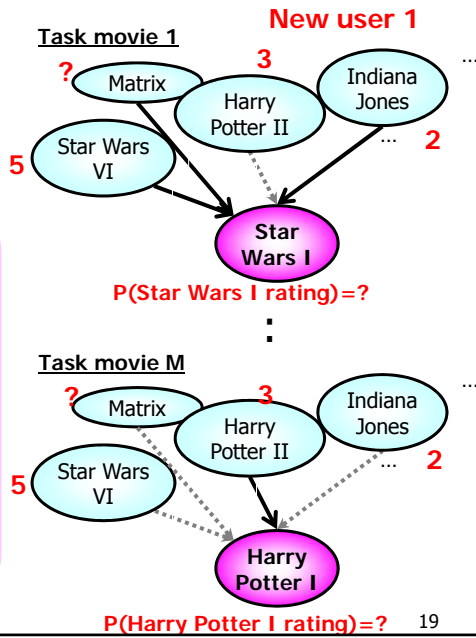 New user 1
Task movie 1
...
?
Matrix
3
Harry
Potter II
Indiana
Jones
...
2
5
Star Wars
VI
Star
Wars I
P(Star Wars I rating)=?
:
Task movie M
...
?
Matrix
3
Harry
Potter II
Indiana
Jones
...
2
5
Star Wars
VI
Harry
Potter I
P(Harry Potter I rating)=?
19